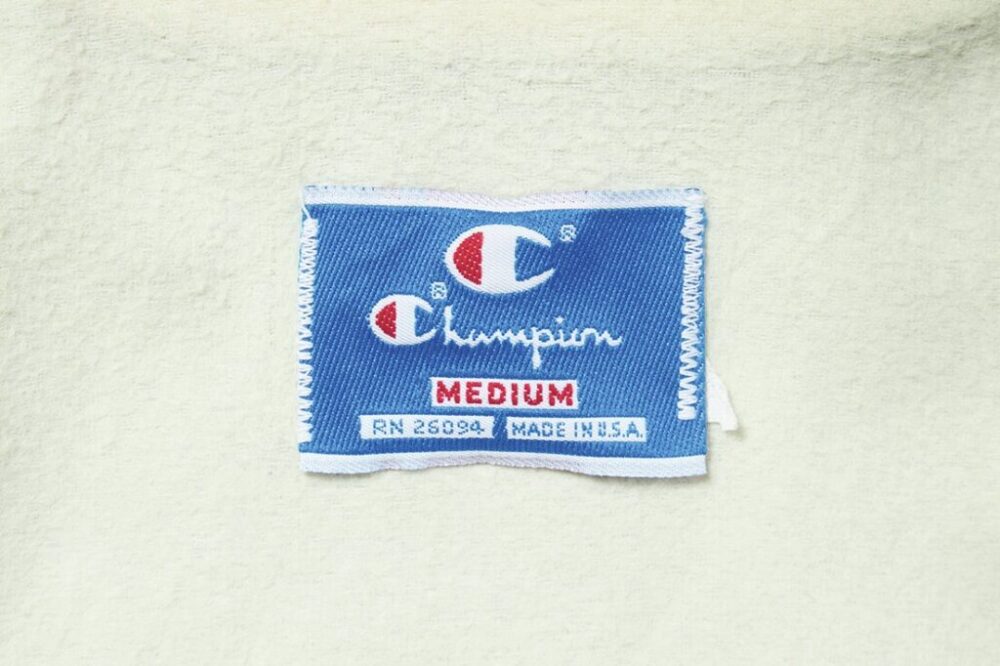 C®
Champion®
MEDIUM
RN 26094 MADE IN U.S.A.